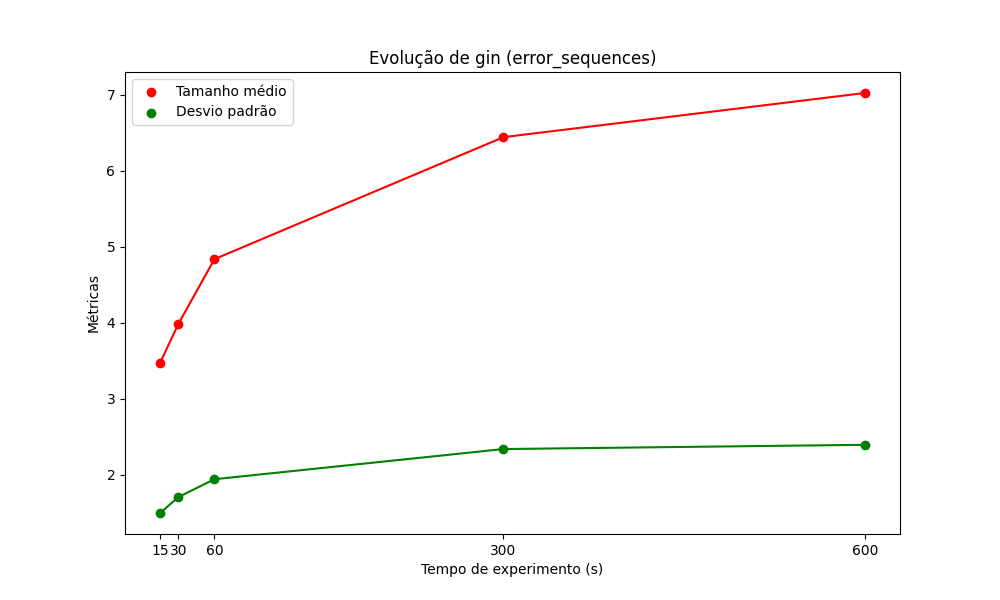 Evolução de gin (error_sequences)
Tamanho médio
Desvio padrão
7
6
5
4
3
2
Métricas
15 30 60 300 600
Tempo de experimento (s)